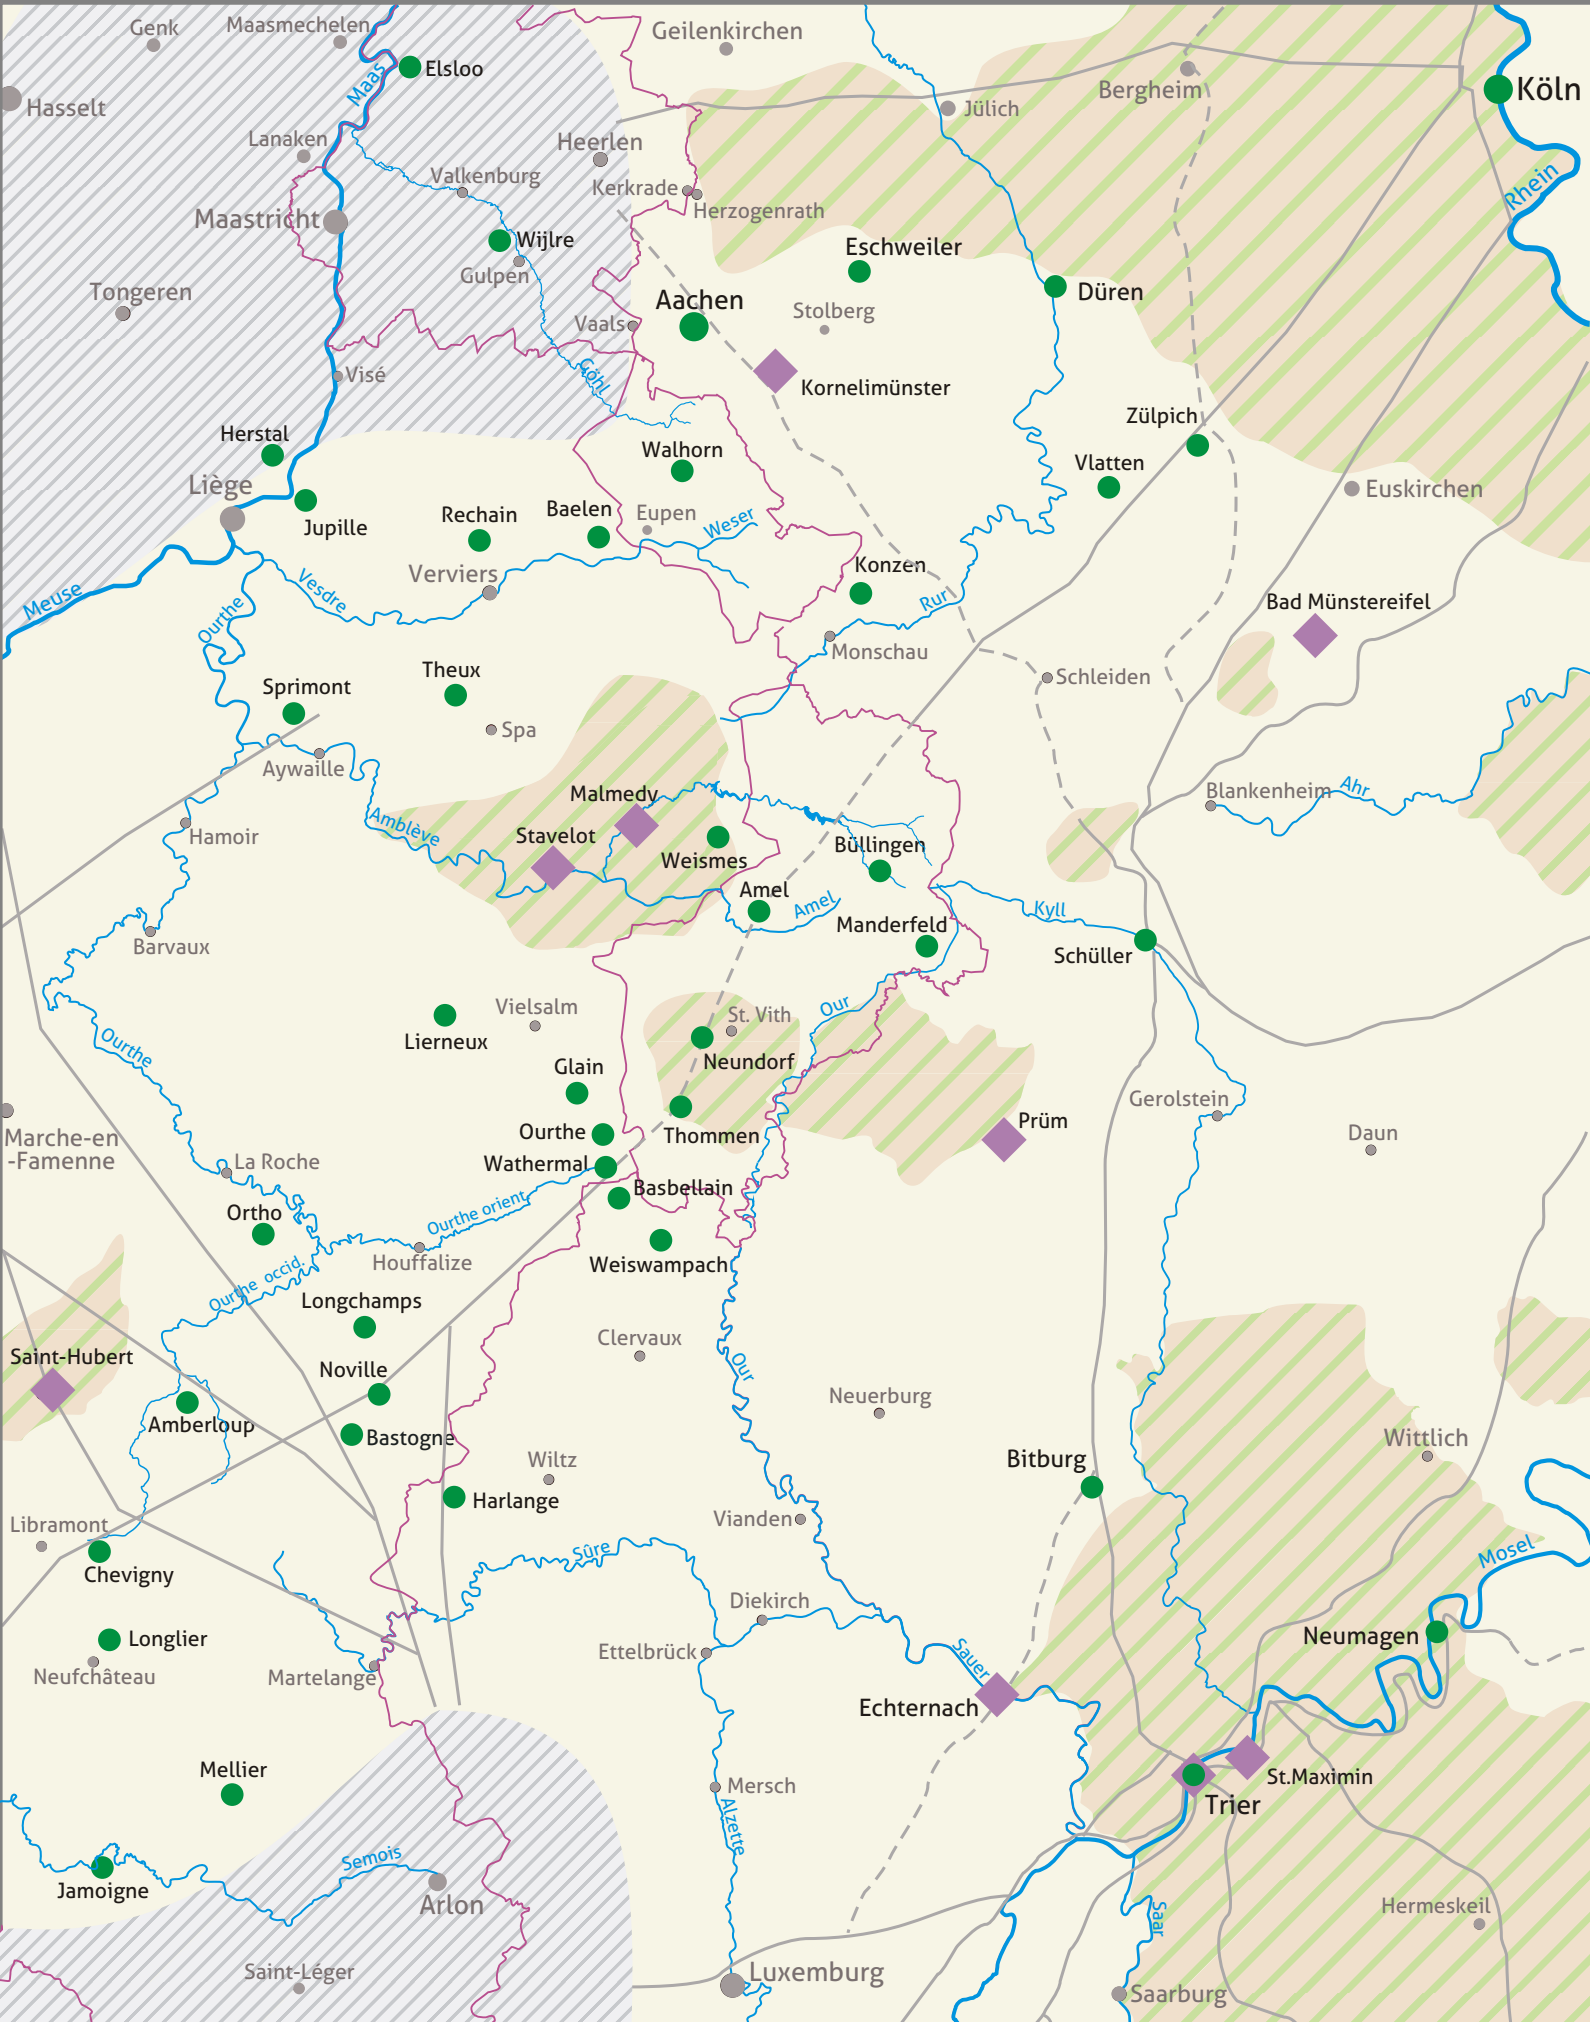 Genk
Maasmechelen
Geilenkirchen
Elsloo
Maas
Bergheim
Köln
Hasselt
Jülich
Lanaken
Heerlen
Valkenburg
Kerkrade
Herzogenrath
Rhein
Maastricht
Wijlre
Gulpen
Eschweiler
Tongeren
Aachen
Düren
Stolberg
Vaals
Göhl
Visé
Kornelimünster
Zülpich
Herstal
Walhorn
Vlatten
Liège
Euskirchen
Jupille
Rechain
Baelen
Eupen
Weser
Verviers
Konzen
Vesdre
Meuse
Ourthe
Rur
Bad Münstereifel
Monschau
Theux
Schleiden
Sprimont
Spa
Aywaille
Malmedy
Blankenheim
Ahr
Amblève
Hamoir
Stavelot
Weismes
Büllingen
Amel
Amel
Kyll
Manderfeld
Barvaux
Schüller
Vielsalm
Our
St. Vith
Lierneux
Ourthe
Neundorf
Glain
Gerolstein
Marche-en
-Famenne
Ourthe
Thommen
Prüm
Daun
La Roche
Wathermal
Basbellain
Ortho
Ourthe orient.
Houffalize
Weiswampach
Ourthe occid.
Longchamps
Clervaux
Saint-Hubert
Noville
Our
Amberloup
Bastogne
Neuerburg
Wittlich
Wiltz
Bitburg
Harlange
Libramont
Vianden
Chevigny
Sûre
Mosel
Diekirch
Longlier
Neumagen
Neufchâteau
Martelange
Ettelbrück
Sauer
Echternach
Mellier
Mersch
St.Maximin
Trier
Alzette
Semois
Jamoigne
Arlon
Saar
Hermeskeil
Saint-Léger
Luxemburg
Saarburg